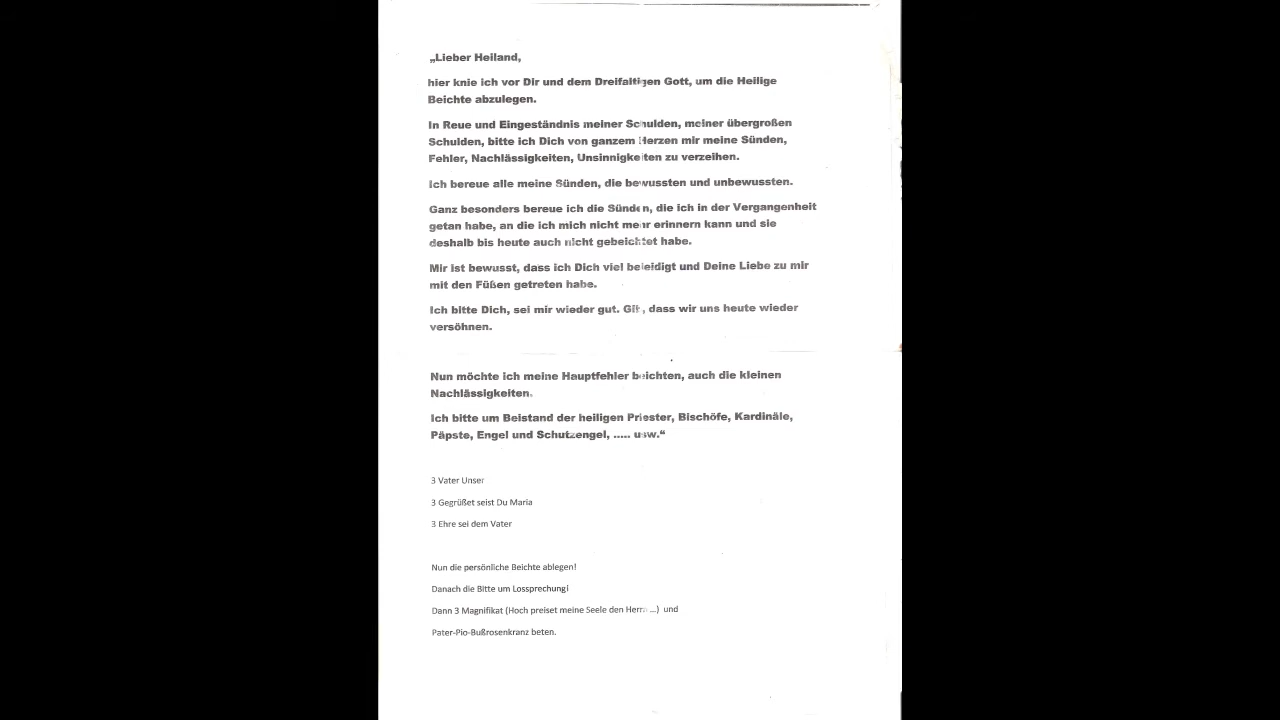 „Lieber Heiland,
hier knie ich vor Dir und dem Dreifaltigen Gott, um die Heilige
Beichte abzulegen.
In Reue und Eingeständnis meiner Schulden, meiner übergroßen
Schulden, bitte ich Dich von ganzem Herzen mir meine Sünden,
Fehler, Nachlässigkeiten, Unsinnigkeiten zu verzeihen.
Ich bereue alle meine Sünden, die bewussten und unbewussten.
Ganz besonders bereue ich die Sünden, die ich in der Vergangenheit
getan habe, an die ich mich nicht mehr erinnern kann und sie
deshalb bis heute auch nicht gebeichtet habe.
Mir ist bewusst, dass ich Dich viel beleidigt und Deine Liebe zu mir
mit den Füßen getreten habe.
Ich bitte Dich, sei mir wieder gut. Gib, dass wir uns heute wieder
versöhnen.
Nun möchte ich meine Hauptfehler beichten, auch die kleinen
Nachlässigkeiten.
Ich bitte um Beistand der heiligen Priester, Bischöfe, Kardinäle,
Päpste, Engel und Schutzengel, ..... usw.“
3 Vater Unser
3 Gegrüßet seist Du Maria
3 Ehre sei dem Vater
Nun die persönliche Beichte ablegen!
Danach die Bitte um Lossprechung!
Dann 3 Magnifikat (Hoch preiset meine Seele den Herrn ...) und
Pater-Pio-Bußrosenkranz beten.